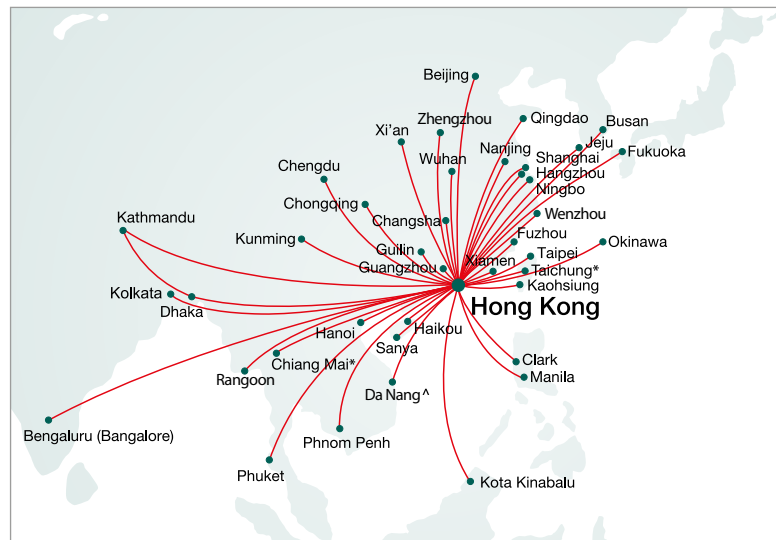 Beijing
Zhengzhou
Qingdao
Busan
Xi'an
Jeju
Nanjing
Fukuoka
Wuhan
Shanghai
Chengdu
Hangzhou
Ningbo
Chongqing
Kathmandu
Changsha
Wenzhou
Kunming
Fuzhou
Okinawa
Guilin
Taipei
Xiamen
Guangzhou
Taichung*
Kaohsiung
Kolkata
Dhaka
Hong Kong
Hanoi
Haikou
Sanya
Chiang Mai*
Clark
Rangoon
Manila
Da Nang^
Bengaluru (Bangalore)
Phnom Penh
Phuket
Kota Kinabalu